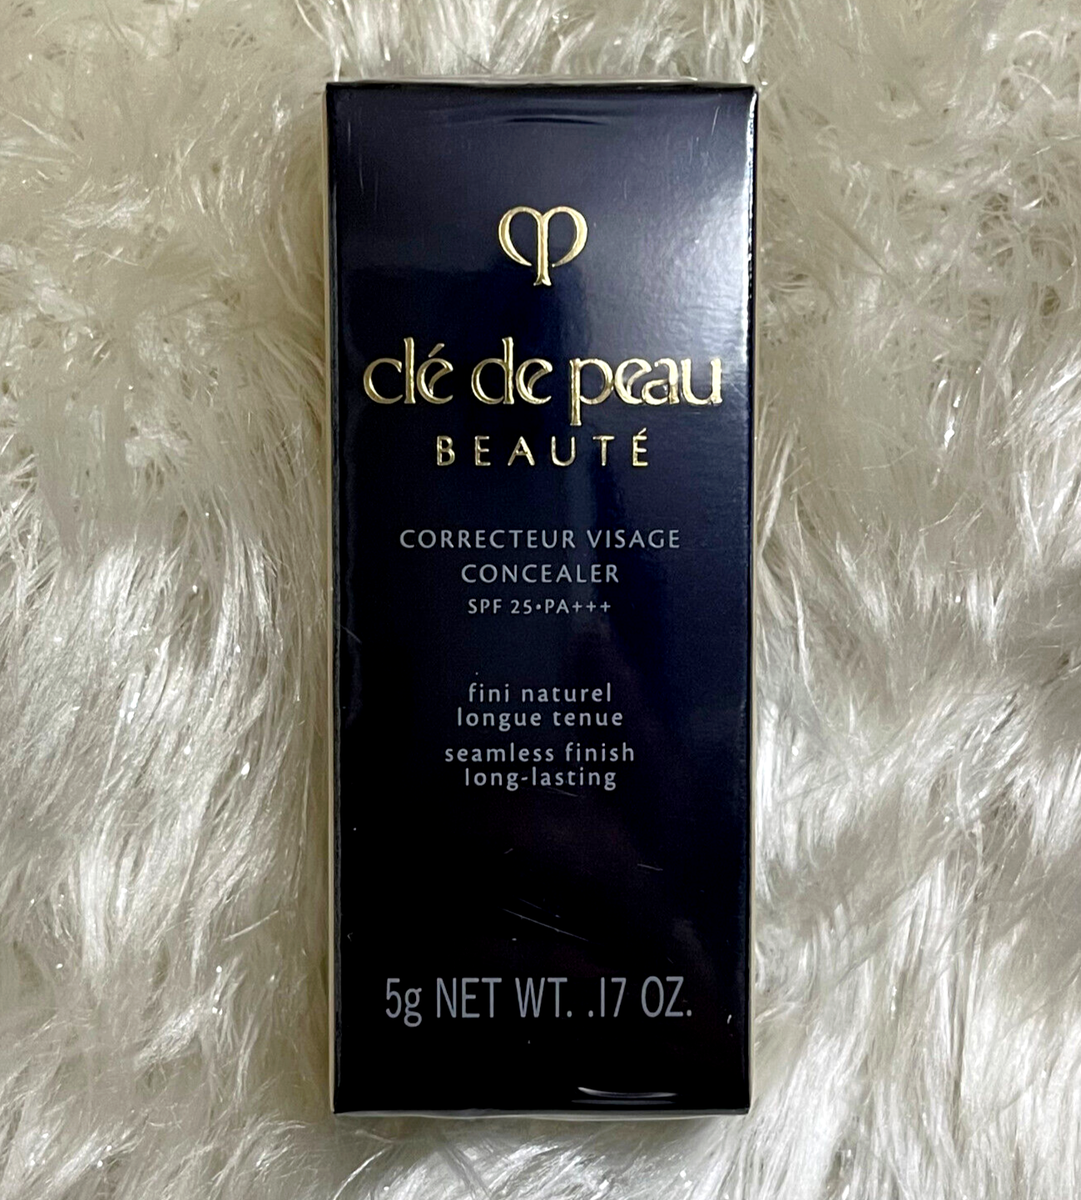 clé de peau
BEAUTÉ
CORRECTEUR VISAGE
CONCEALER
SPF 25•PA+++
fini naturel
longue tenue
seamless finish
long-lasting
5g NET WT. .17 OZ.